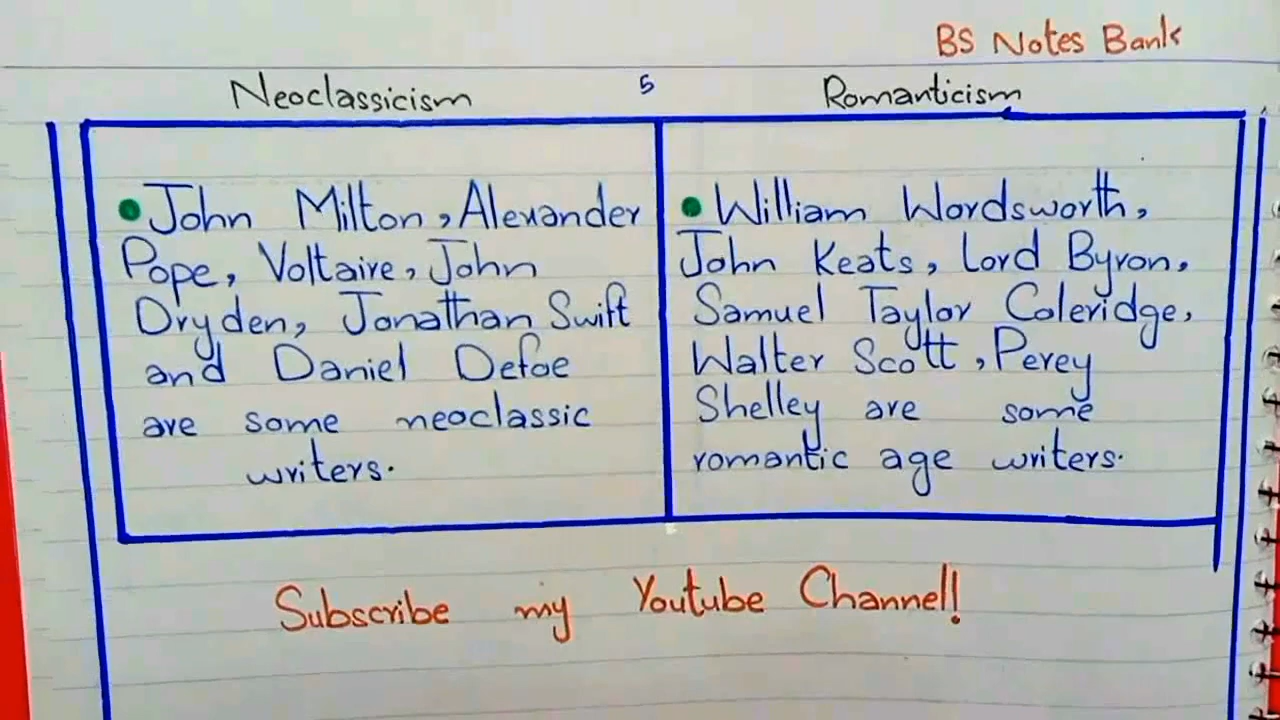 BS Notes Bank
Neoclassicism 5 Romanticism
John Milton, Alexander
Pope, Voltaire, John
Dryden, Jonathan Swift
and Daniel Defoe
are some neoclassic
writers.
William Wordsworth,
John Keats, Lord Byron,
Samuel Taylor Coleridge,
Walter Scott, Percy
Shelley are some
romantic age writers.
Subscribe my Youtube Channel!